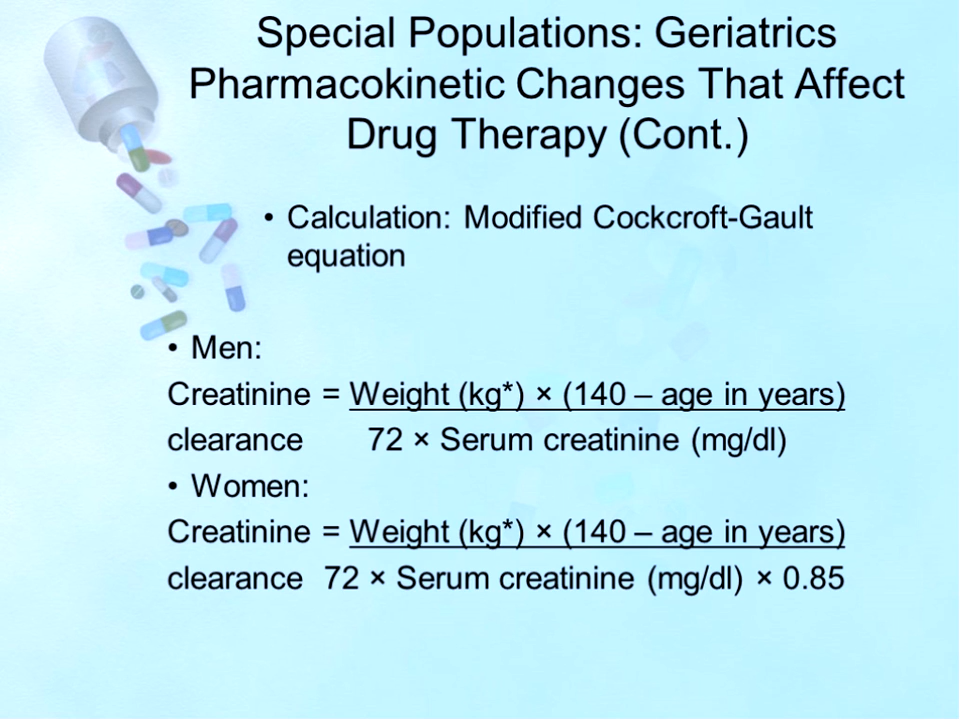 Special Populations: Geriatrics
Pharmacokinetic Changes That Affect
Drug Therapy (Cont.)
• Calculation: Modified Cockcroft-Gault
equation
• Men:
Creatinine = Weight (kg*) × (140 – age in years)
clearance 72 × Serum creatinine (mg/dl)
• Women:
Creatinine = Weight (kg*) × (140 – age in years)
clearance 72 × Serum creatinine (mg/dl) × 0.85